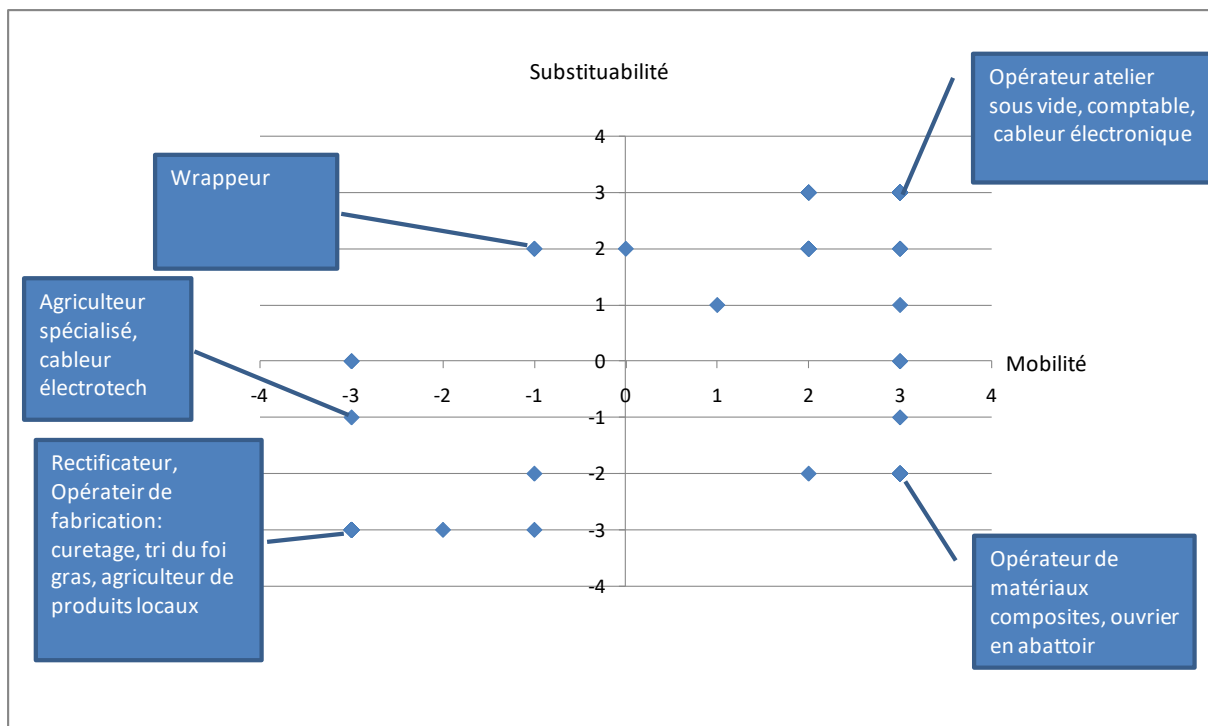 Substituabilité
Opérateur atelier
sous vide, comptable,
cableur électronique
Wrappeur
Agriculteur
spécialisé,
cableur
électrotech
Rectificateur,
Opérateir de
fabrication:
curetage, tri du foi
gras, agriculteur de
produits locaux
4
3
2
1
0
-1
-2
-3
-4
-4 -3 -2 -1 0 1 2 3 4
Mobilité
Opérateur de
matériaux
composites, ouvrier
en abattoir